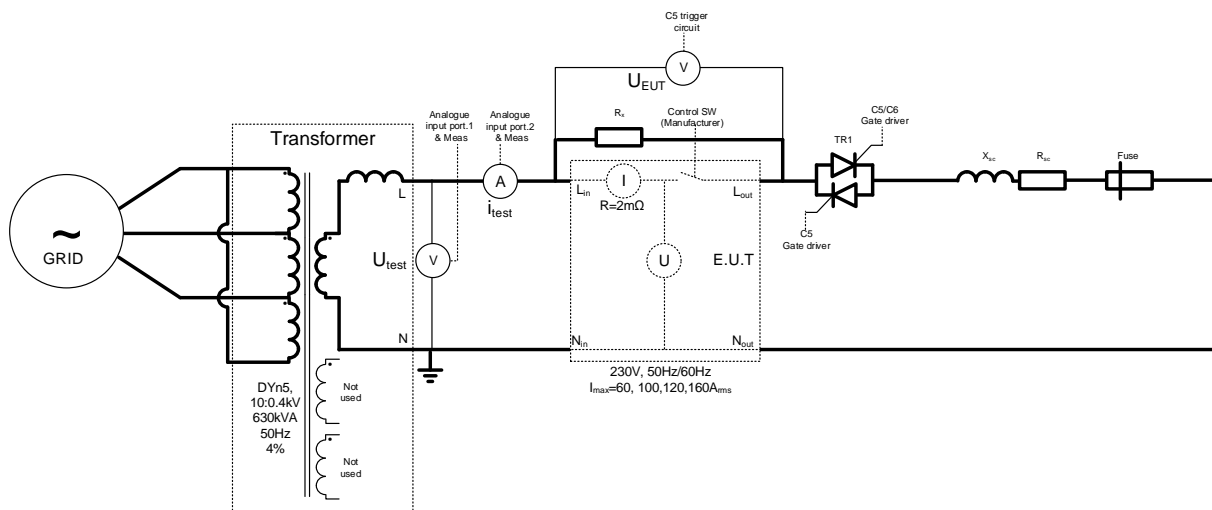 C5 trigger
circuit
V
U_EUT
Analogue
input port.1
& Meas
Analogue
input port.2
& Meas
R_x
Control SW
(Manufacturer)
C5/C6
Gate driver
TR1
Transformer
X_sc
R_sc
Fuse
L
A
i_test
L_in
I
R=2mΩ
L_out
C5
Gate driver
~
GRID
U_test
V
U
E.U.T
N
N_in
N_out
230V, 50Hz/60Hz
I_max=60, 100,120,160A_rms
DYn5,
10:0.4kV
630kVA
50Hz
4%
Not
used
Not
used